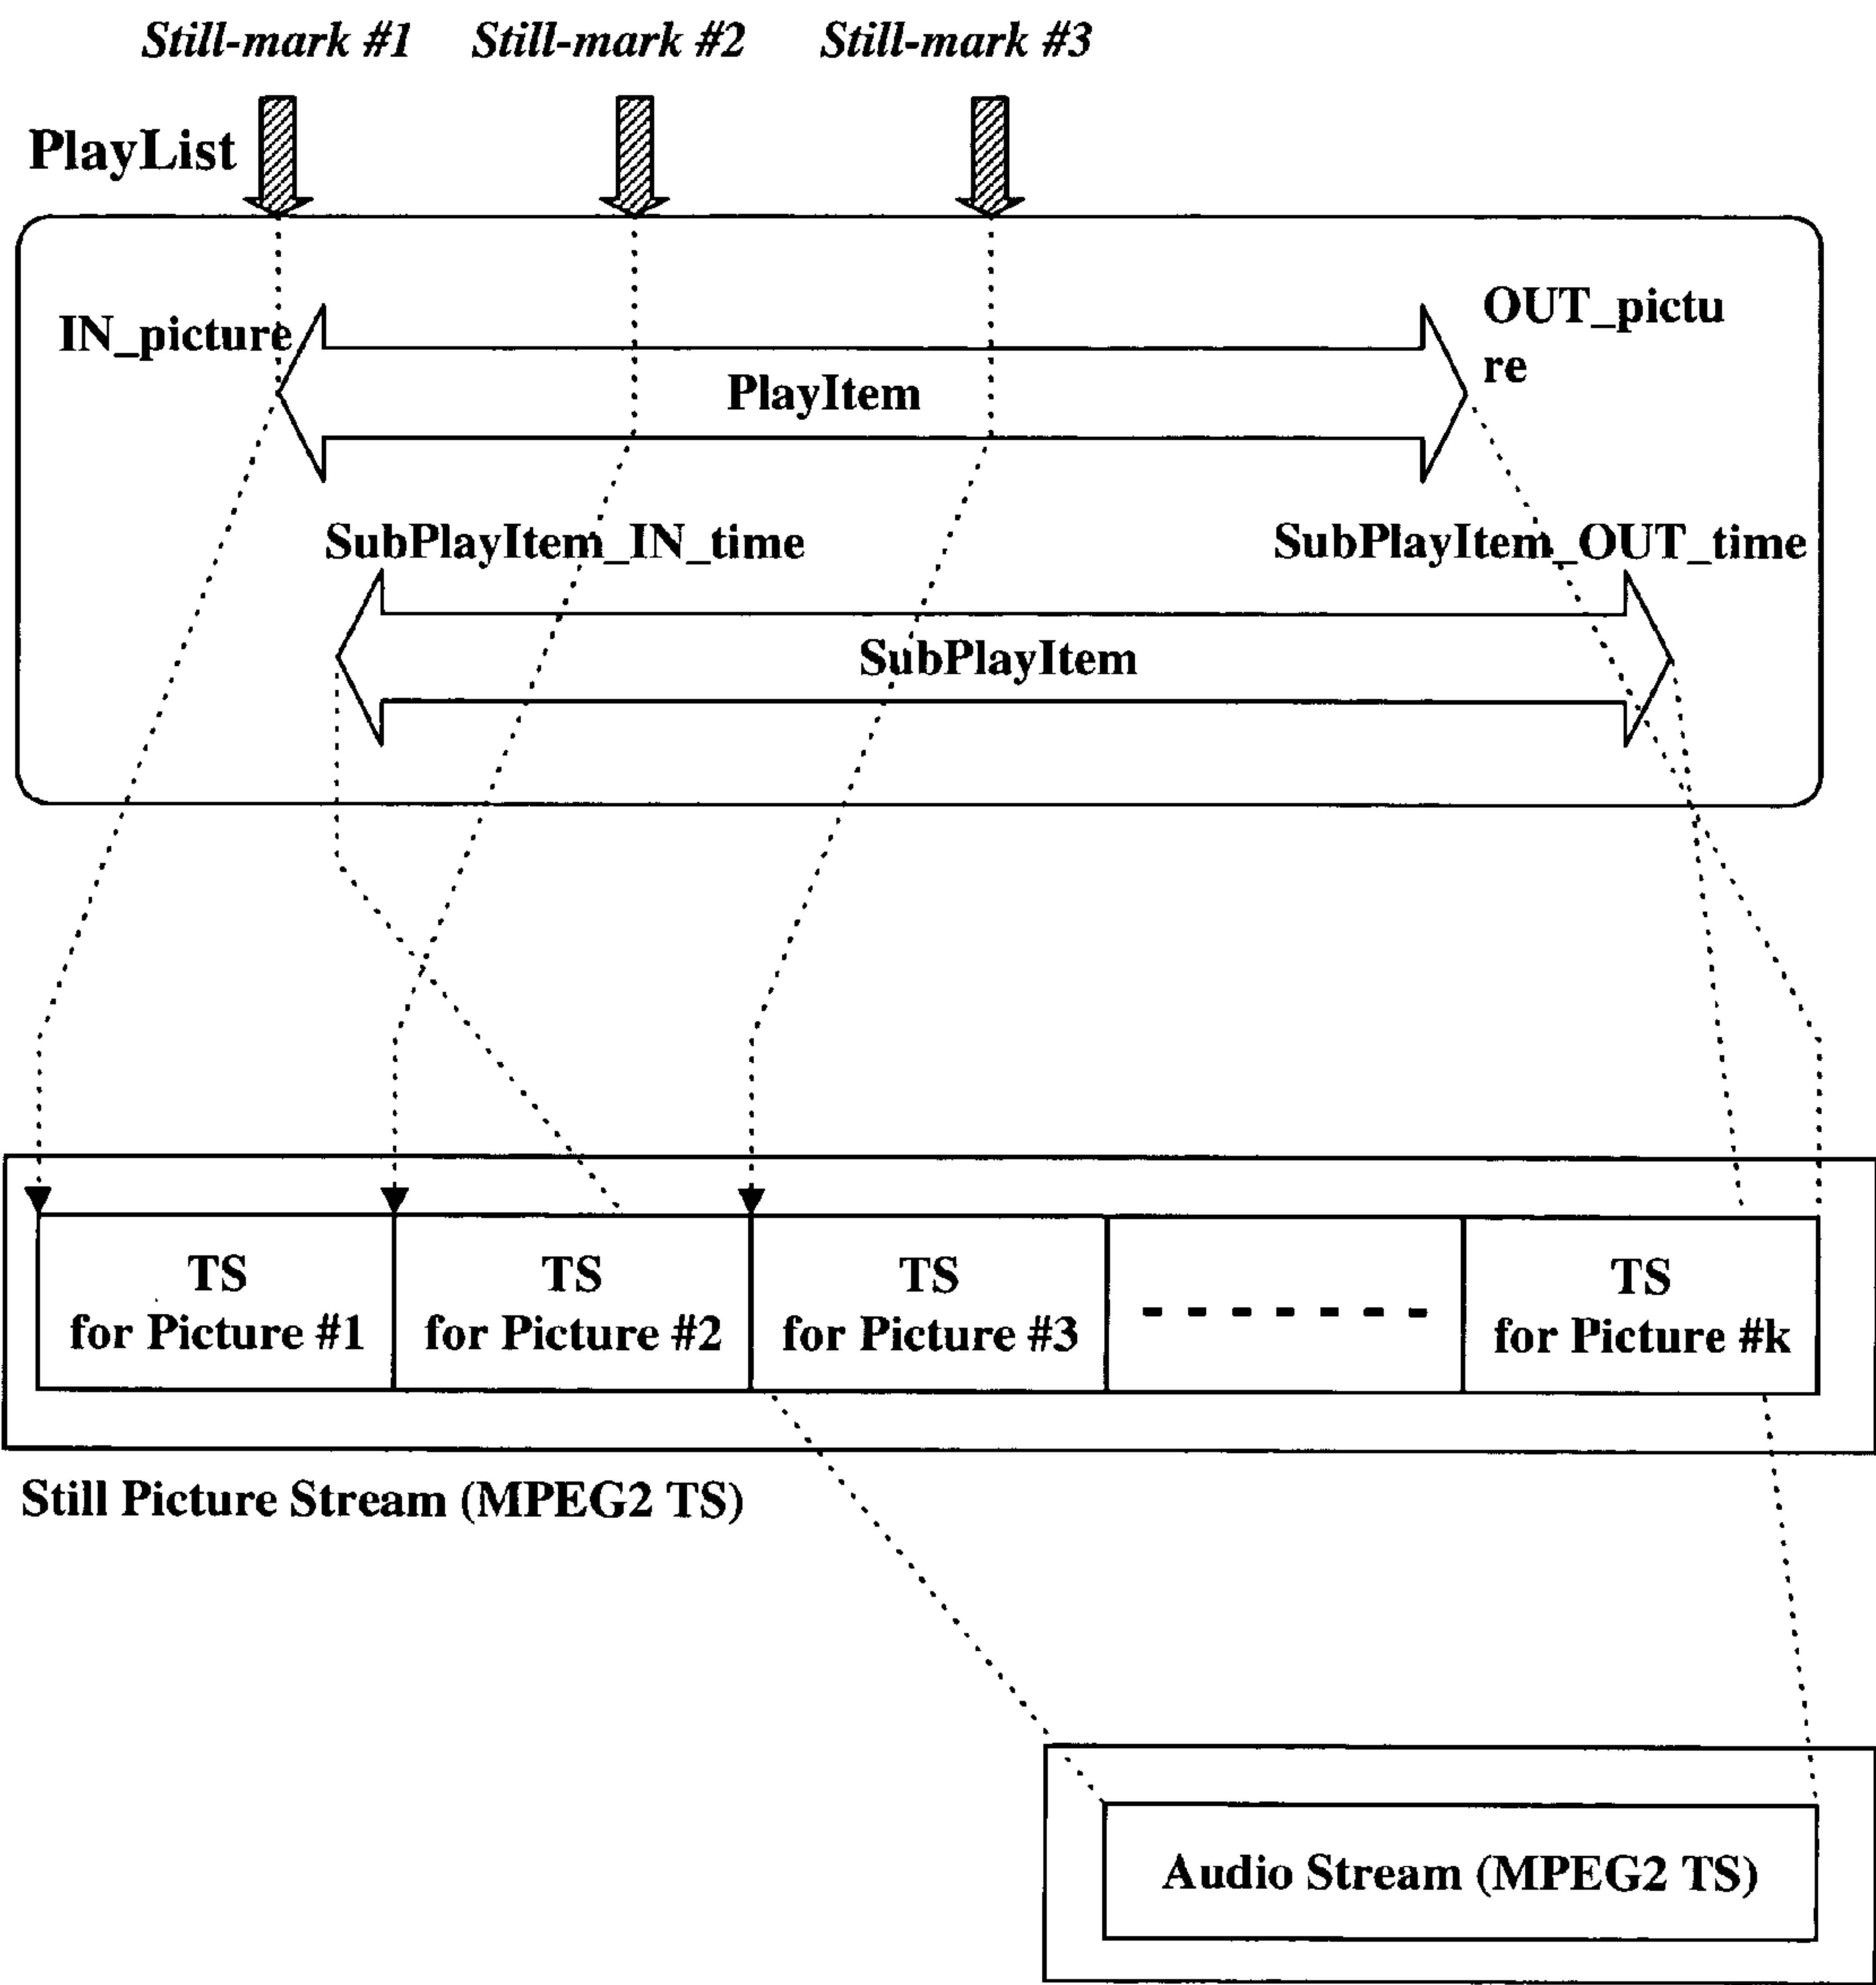 Still-mark #1 Still-mark #2 Still-mark #3
PlayList
IN_picture
OUT_pictu
re
PlayItem
SubPlayItem_IN_time
SubPlayItem_OUT_time
SubPlayItem
TS
for Picture #1
TS
for Picture #2
TS
for Picture #3
TS
for Picture #k
Still Picture Stream (MPEG2 TS)
Audio Stream (MPEG2 TS)